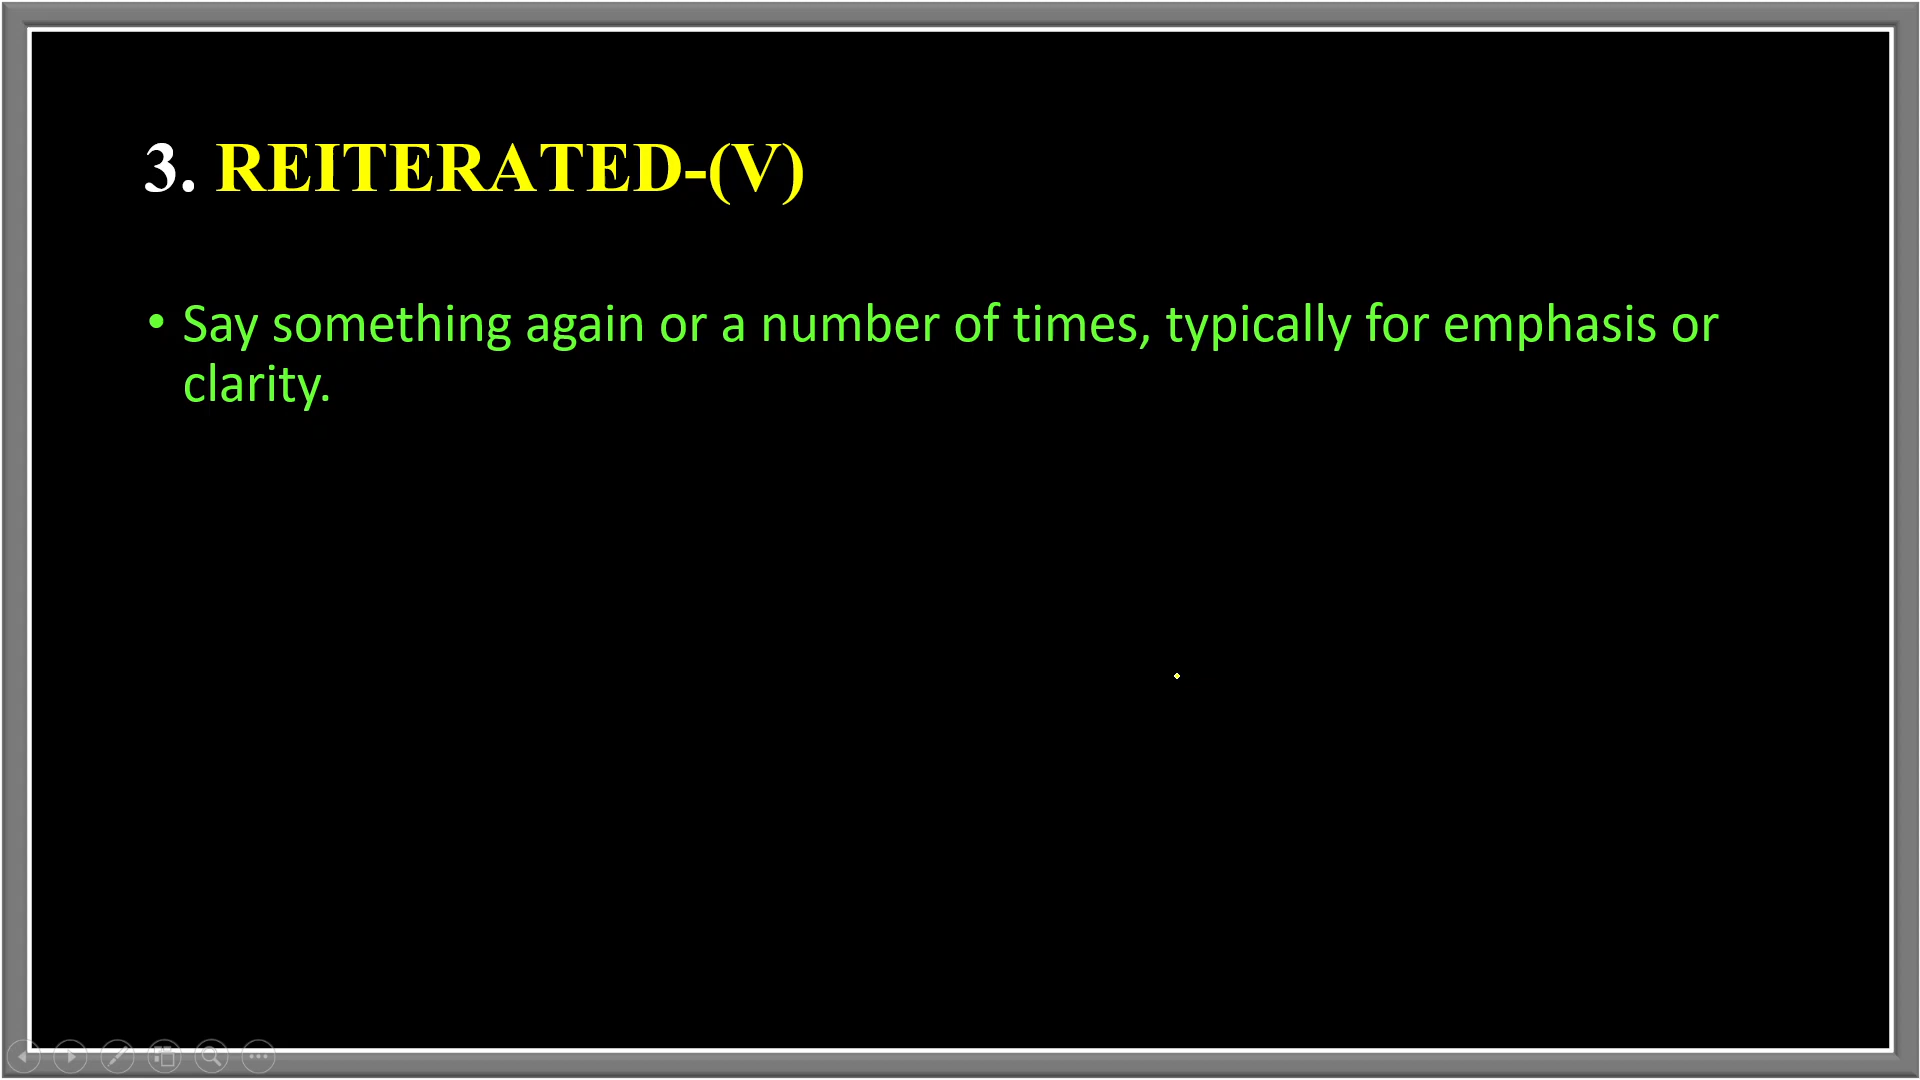 3. REITERATED-(V)
• Say something again or a number of times, typically for emphasis or
clarity.